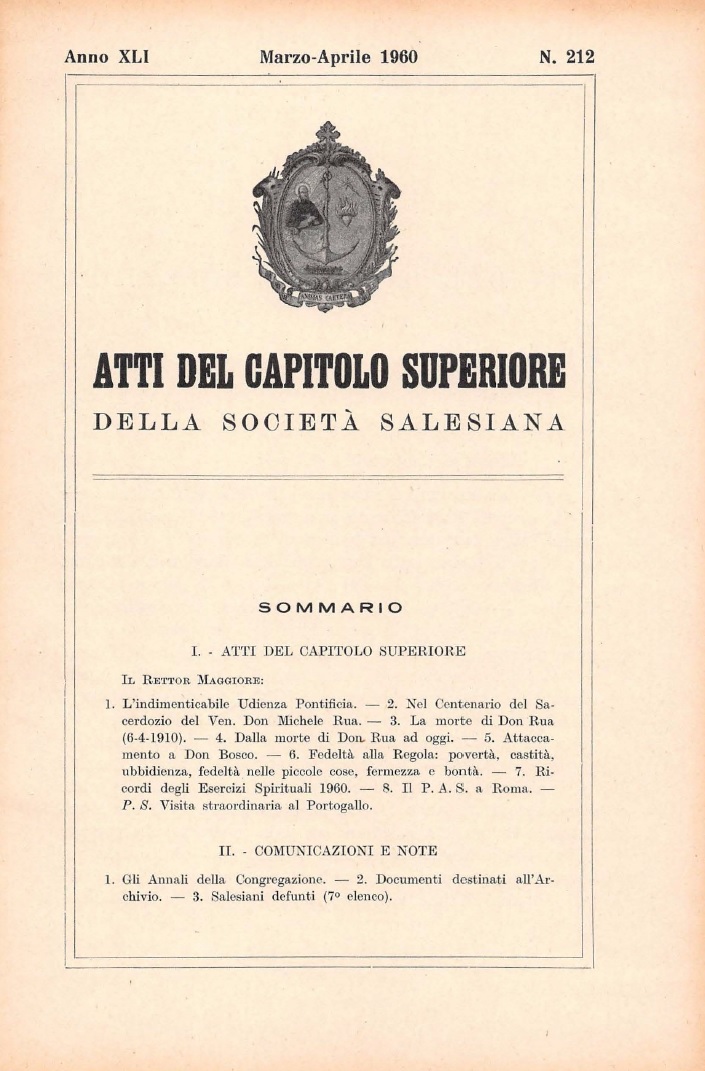 Anno XLI Marzo-Aprile 1960 N. 212
ATTI DEL CAPITOLO SUPERIORE
DELLA SOCIETÀ SALESIANA
SOMMARIO
I. - ATTI DEL CAPITOLO SUPERIORE
IL RETTOR MAGGIORE:
1. L'indimenticabile Udienza Pontificia. — 2. Nel Centenario del Sa-
cerdozio del Ven. Don Michele Rua. — 3. La morte di Don Rua
(6-4-1910). — 4. Dalla morte di Don Rua ad oggi. — 5. Attacca-
mento a Don Bosco. — 6. Fedeltà alla Regola: povertà, castità,
ubbidienza, fedeltà nelle piccole cose, fermezza e bontà. — 7. Ri-
cordi degli Esercizi Spirituali 1960. — 8. Il P. A. S. a Roma. —
P. S. Visita straordinaria al Portogallo.
II. - COMUNICAZIONI E NOTE
1. Gli Annali della Congregazione. — 2. Documenti destinati all'Ar-
chivio. — 3. Salesiani defunti (7º elenco).